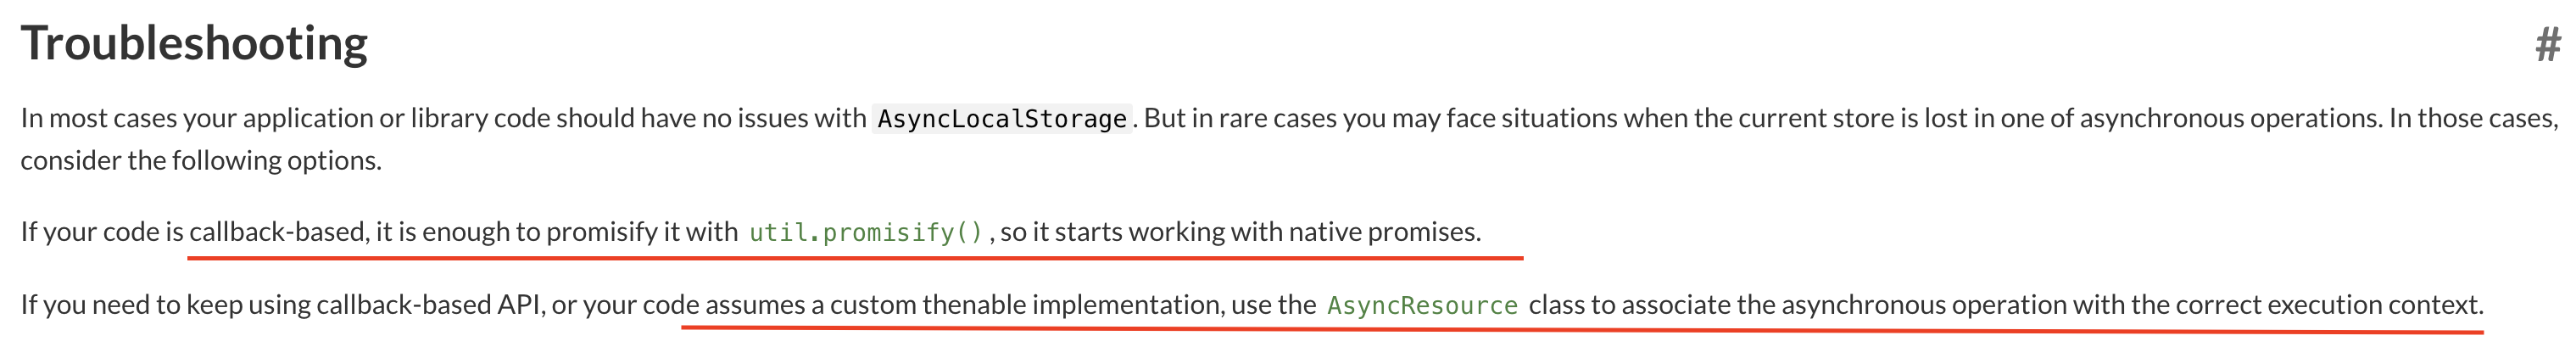 Troubleshooting #
In most cases your application or library code should have no issues with AsyncLocalStorage. But in rare cases you may face situations when the current store is lost in one of asynchronous operations. In those cases,
consider the following options.
If your code is callback-based, it is enough to promisify it with util.promisify(), so it starts working with native promises.
If you need to keep using callback-based API, or your code assumes a custom thenable implementation, use the AsyncResource class to associate the asynchronous operation with the correct execution context.